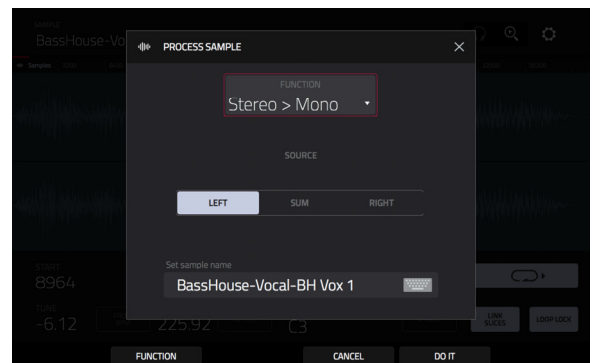 SAMPLE
BassHouse-Vo
PROCESS SAMPLE
Samples
FUNCTION
Stereo > Mono
SOURCE
LEFT SUM RIGHT
Set sample name
BassHouse-Vocal-BH Vox 1
START
8964
TUNE
-6.12
225.92
C3
LINK SLICES
LOOP LOCK
FUNCTION CANCEL DO IT